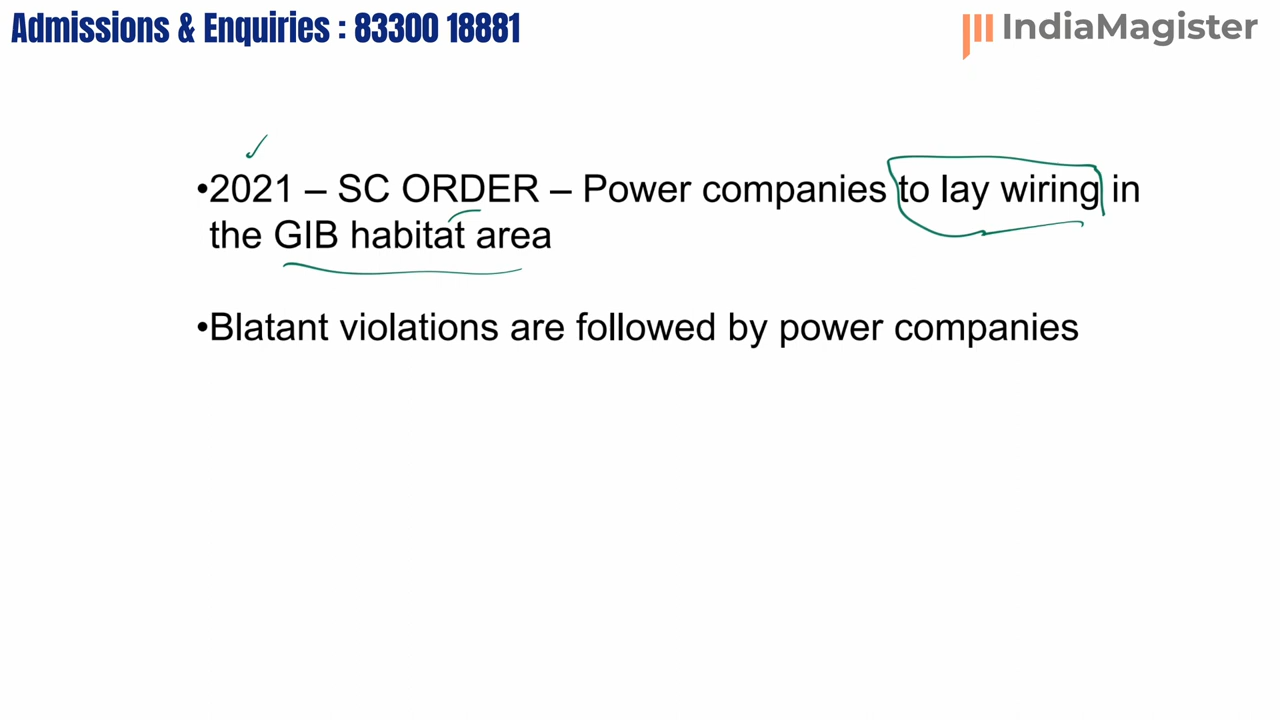 Admissions & Enquiries : 83300 18881
IndiaMagister
•2021 – SC ORDER – Power companies to lay wiring in
the GIB habitat area
•Blatant violations are followed by power companies